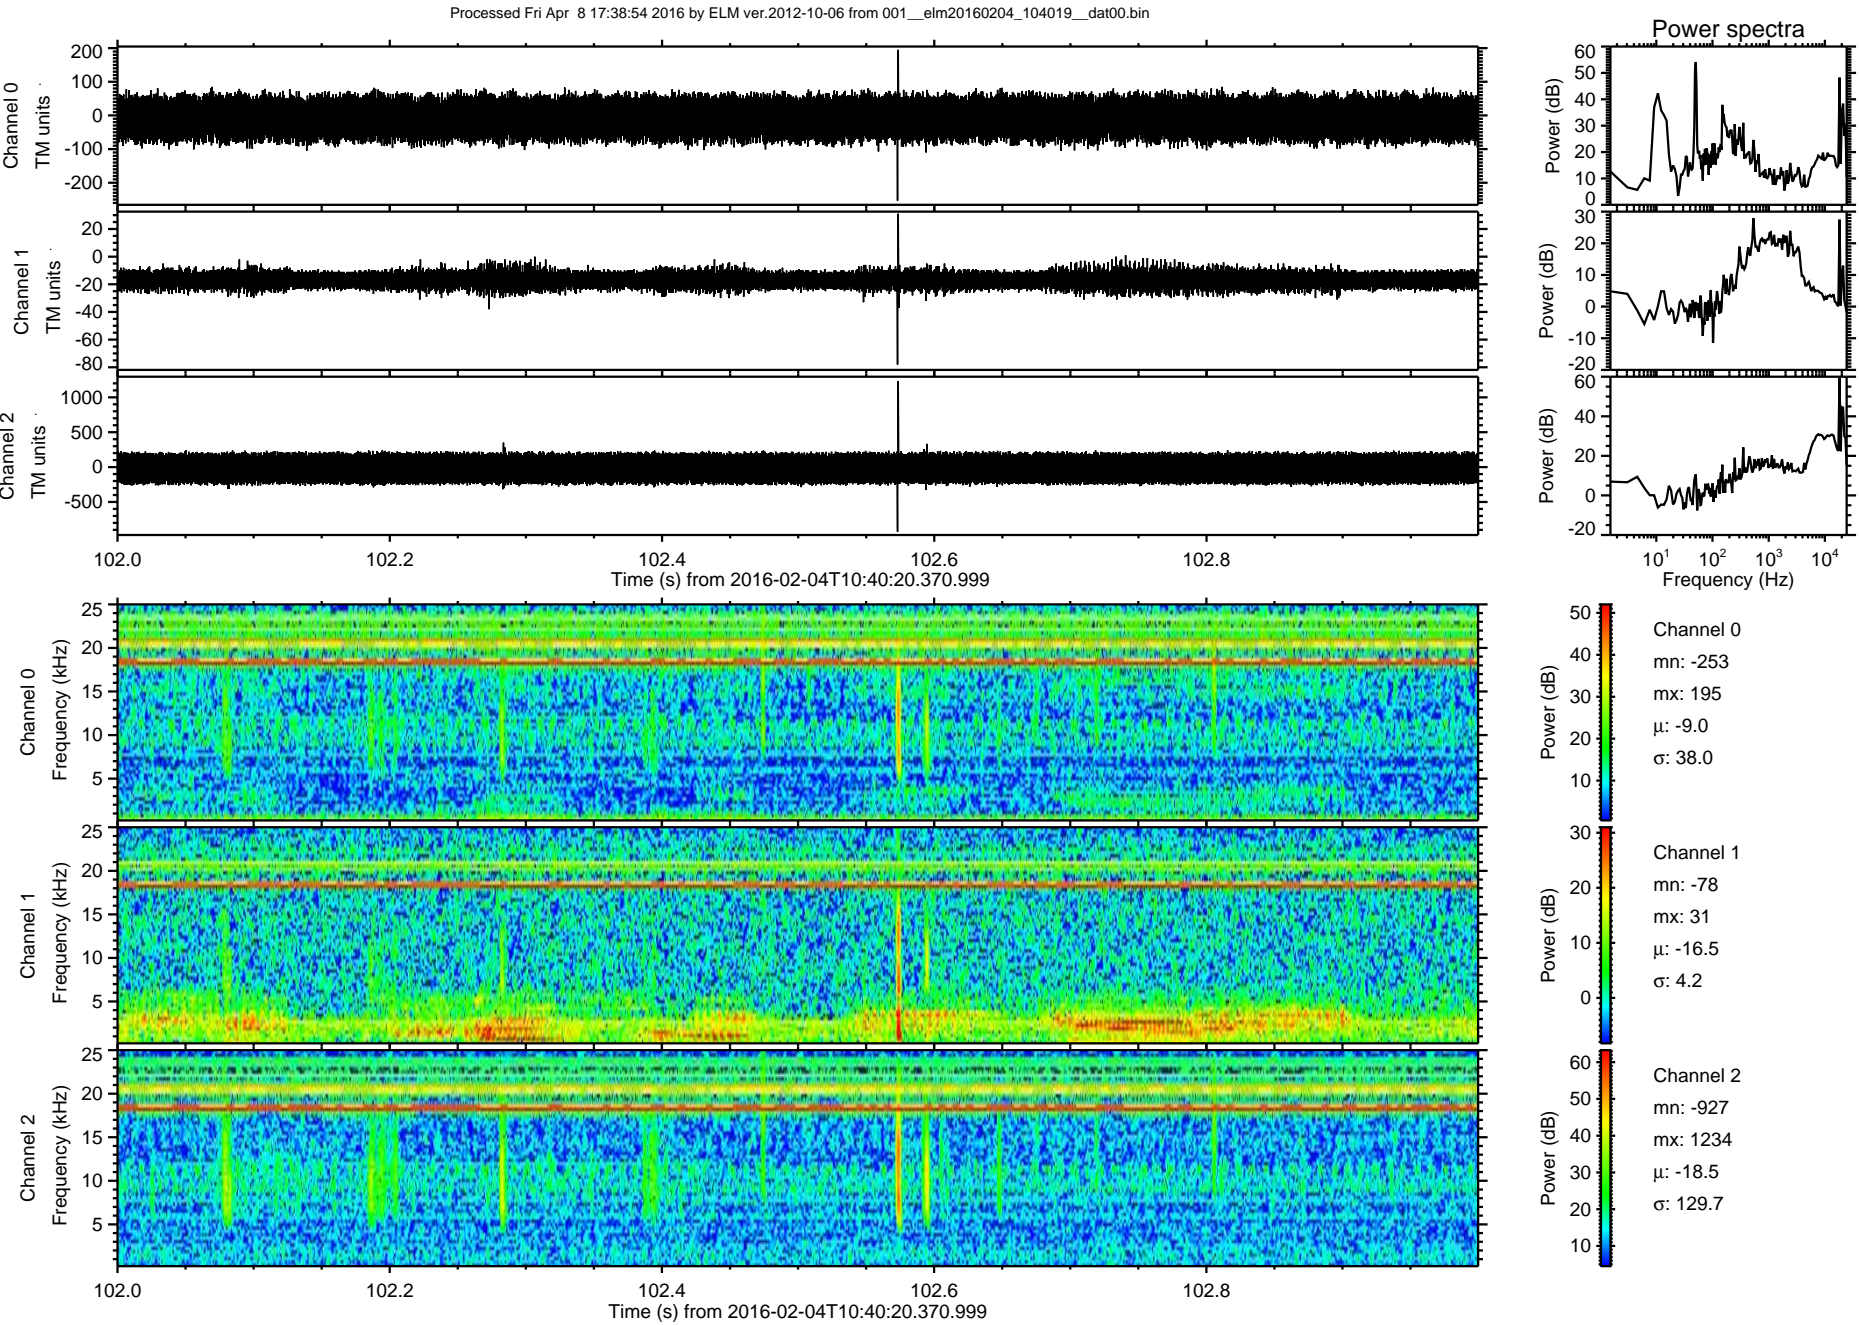 Processed Fri Apr  8 17:38:54 2016 by ELM ver.2012-10-06 from 001__elm20160204_104019__dat00.bin
Power spectra
Channel 0
TM units
200
100
0
-100
-200
Power (dB)
60
50
40
30
20
10
0
Channel 1
TM units
20
0
-20
-40
-60
-80
Power (dB)
30
20
10
0
-10
-20
Channel 2
TM units
1000
500
0
-500
Power (dB)
60
40
20
0
-20
102.0 102.2 102.4 102.6 102.8
Time (s) from 2016-02-04T10:40:20.370.999
10¹ 10² 10³ 10⁴
Frequency (Hz)
Channel 0
Frequency (kHz)
25
20
15
10
5
Power (dB)
50
40
30
20
10
Channel 0
mn: -253
mx: 195
μ: -9.0
σ: 38.0
Channel 1
Frequency (kHz)
25
20
15
10
5
Power (dB)
30
20
10
0
Channel 1
mn: -78
mx: 31
μ: -16.5
σ: 4.2
Channel 2
Frequency (kHz)
25
20
15
10
5
Power (dB)
60
50
40
30
20
10
Channel 2
mn: -927
mx: 1234
μ: -18.5
σ: 129.7
102.0 102.2 102.4 102.6 102.8
Time (s) from 2016-02-04T10:40:20.370.999